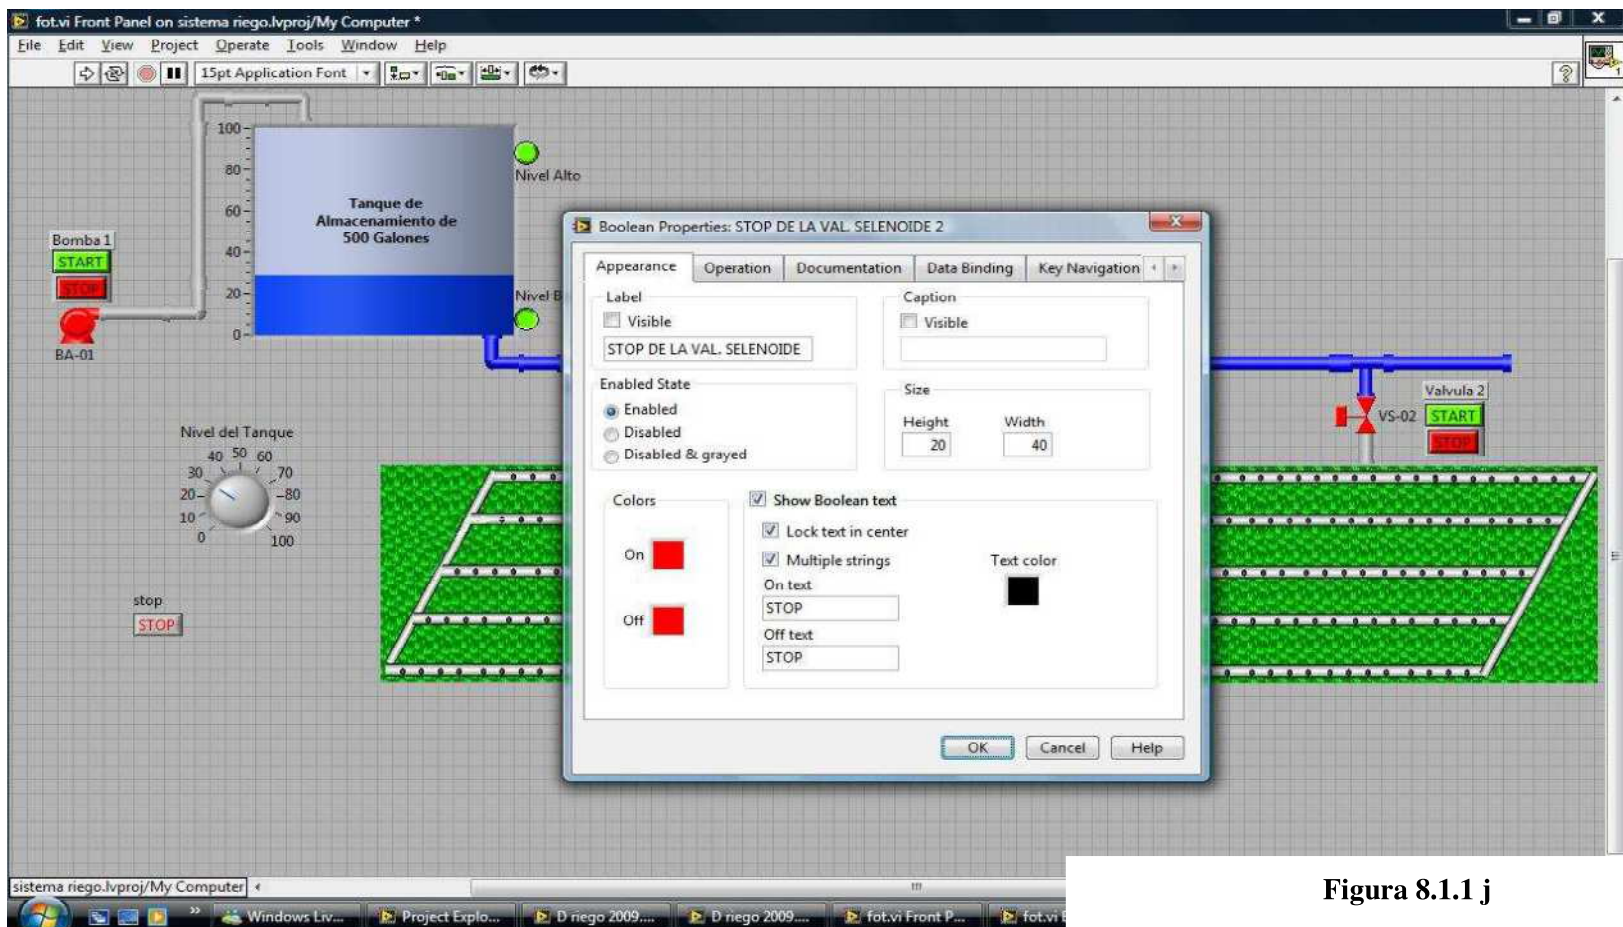 fot.vi Front Panel on sistema riego.lvproj/My Computer *
File Edit View Project Operate Tools Window Help
15pt Application Font
100
80
60
40
20
0
Tanque de
Almacenamiento de
500 Galones
Nivel Alto
Nivel B
Bomba 1
START
STOP
BA-01
Nivel del Tanque
0
10
20
30
40
50
60
70
80
90
100
stop
STOP
Boolean Properties: STOP DE LA VAL. SELENOIDE 2
Appearance Operation Documentation Data Binding Key Navigation
Label
Visible
STOP DE LA VAL. SELENOIDE
Caption
Visible
Enabled State
Enabled
Disabled
Disabled & grayed
Size
Height Width
20 40
Colors
On
Off
Show Boolean text
Lock text in center
Multiple strings
Text color
On text
STOP
Off text
STOP
OK Cancel Help
Valvula 2
VS-02 START
STOP
sistema riego.lvproj/My Computer
Windows Liv... Project Explo... D riego 2009.... D riego 2009.... fot.vi Front P... fot.vi
Figura 8.1.1 j